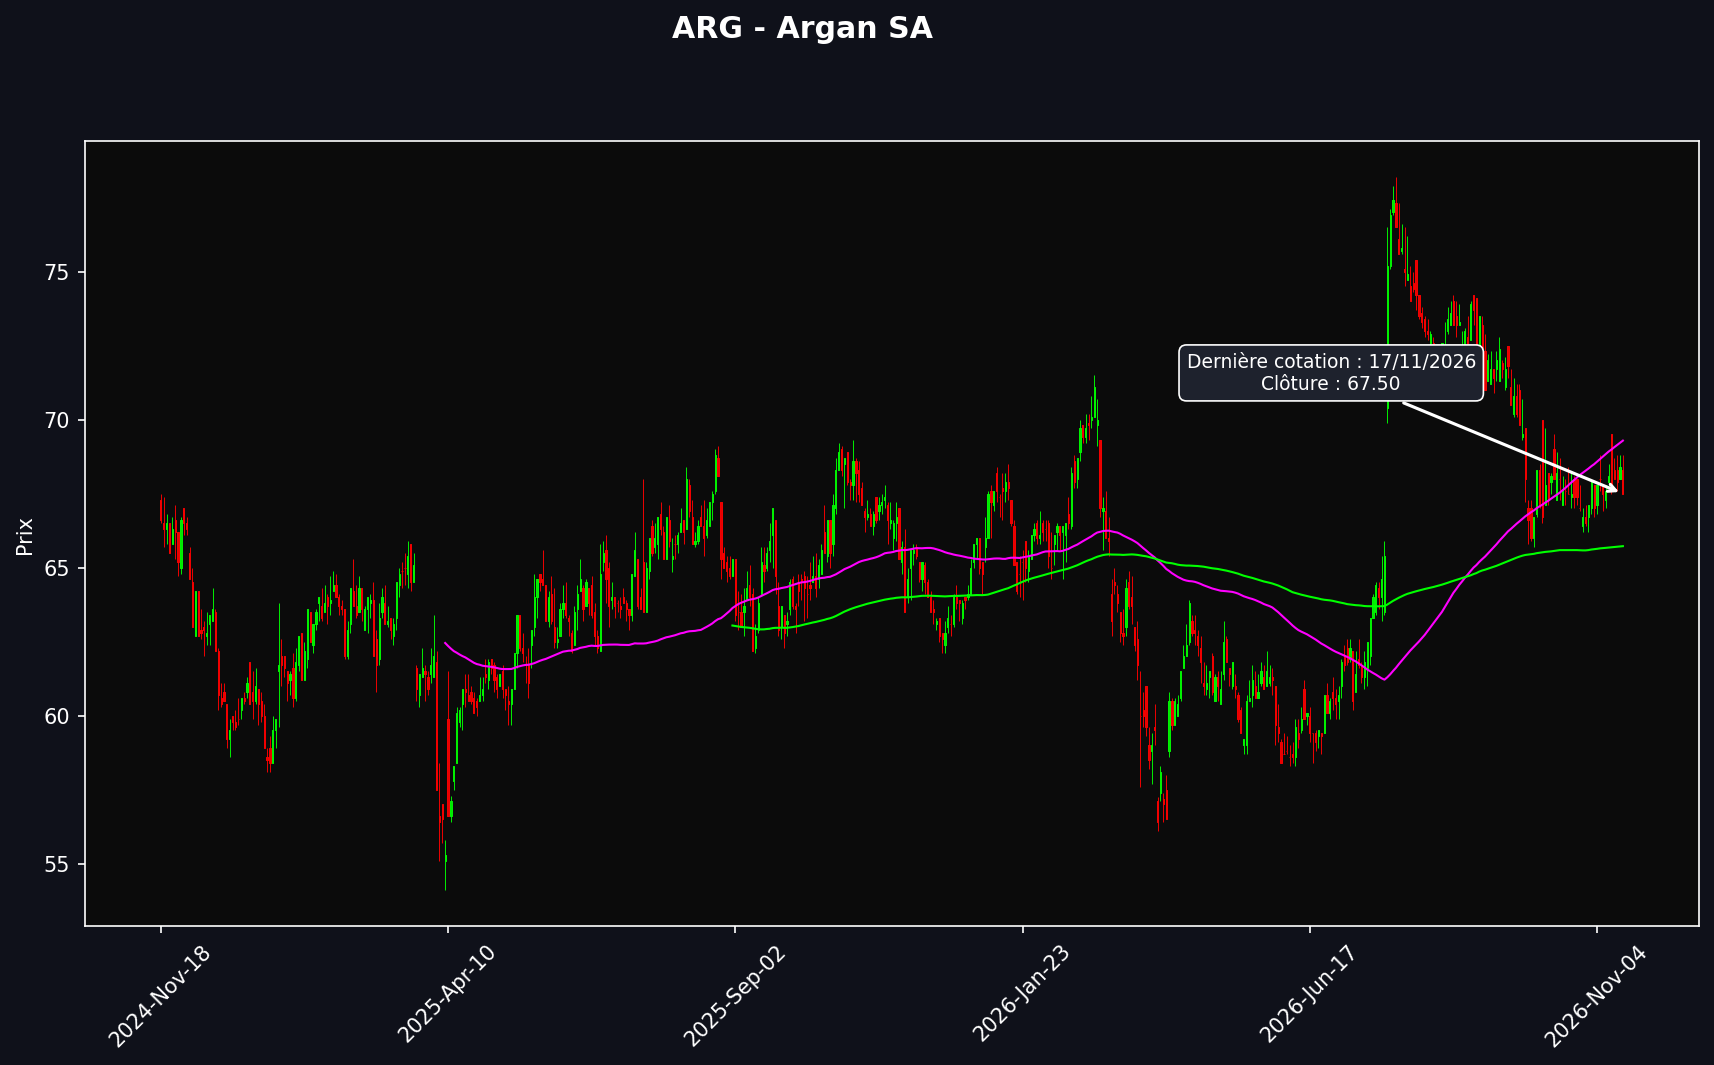 ARG - Argan SA
Prix
75
70
65
60
55
Dernière cotation : 17/11/2026
Clôture : 67.50
2024-Nov-18
2025-Apr-10
2025-Sep-02
2026-Jan-23
2026-Jun-17
2026-Nov-04